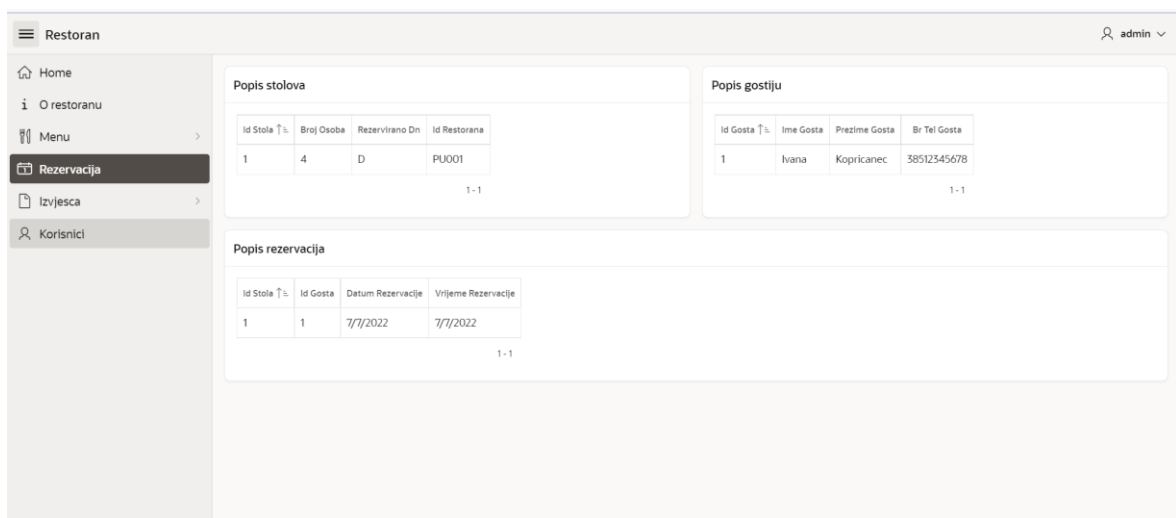 Restoran
admin
Home
i O restoranu
Menu
Rezervacija
Izvjesca
Korisnici
Popis stolova
Id Stola Broj Osoba Rezervirano Dn Id Restorana
1 4 D PU001
1 - 1
Popis gostiju
Id Gosta Ime Gosta Prezime Gosta Br Tel Gosta
1 Ivana Kopricanec 38512345678
1 - 1
Popis rezervacija
Id Stola Id Gosta Datum Rezervacije Vrijeme Rezervacije
1 1 7/7/2022 7/7/2022
1 - 1